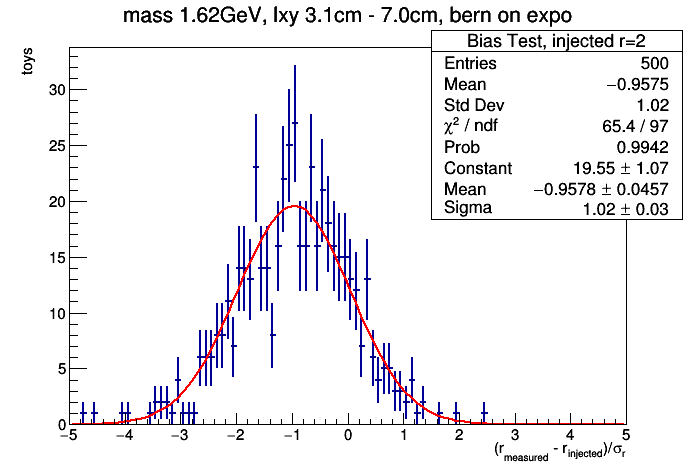 mass 1.62GeV, lxy 3.1cm - 7.0cm, bern on expo
Bias Test, injected r=2
Entries 500
Mean −0.9575
Std Dev 1.02
χ² / ndf 65.4 / 97
Prob 0.9942
Constant 19.55 ± 1.07
Mean −0.9578 ± 0.0457
Sigma 1.02 ± 0.03
toys
30
25
20
15
10
5
0
−5 −4 −3 −2 −1 0 1 2 3 4 5
(r_measured - r_injected)/σ_r